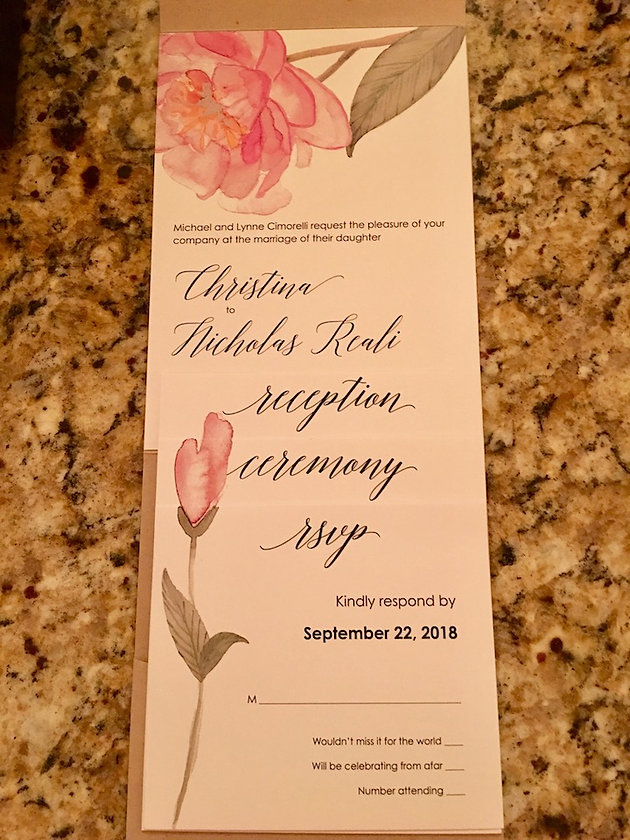 Michael and Lynne Cimorelli request the pleasure of your
company at the marriage of their daughter
Christina
to
Nicholas Reali
reception
ceremony
rsvp
Kindly respond by
September 22, 2018
M
Wouldn't miss it for the world ___
Will be celebrating from afar ___
Number attending ___